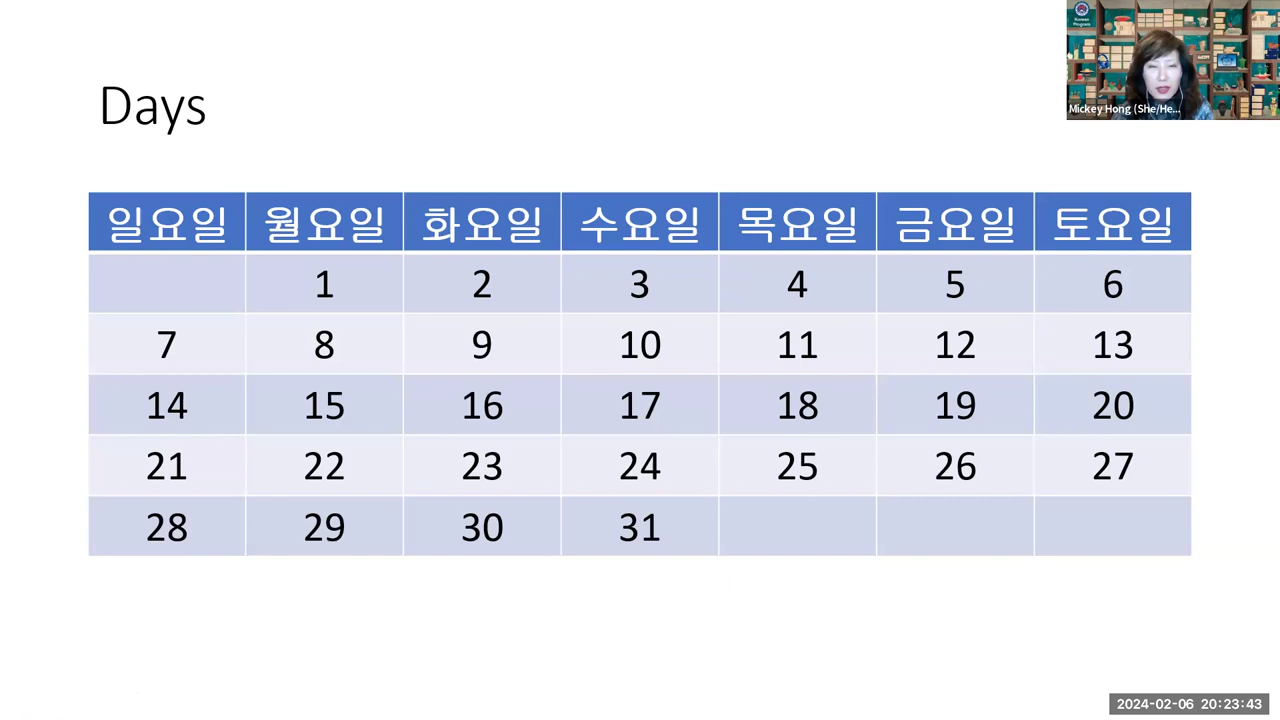 Korean
Program
Mickey Hong (She/He...
Days
일요일 월요일 화요일 수요일 목요일 금요일 토요일
1 2 3 4 5 6
7 8 9 10 11 12 13
14 15 16 17 18 19 20
21 22 23 24 25 26 27
28 29 30 31
2024-02-06 20:23:43